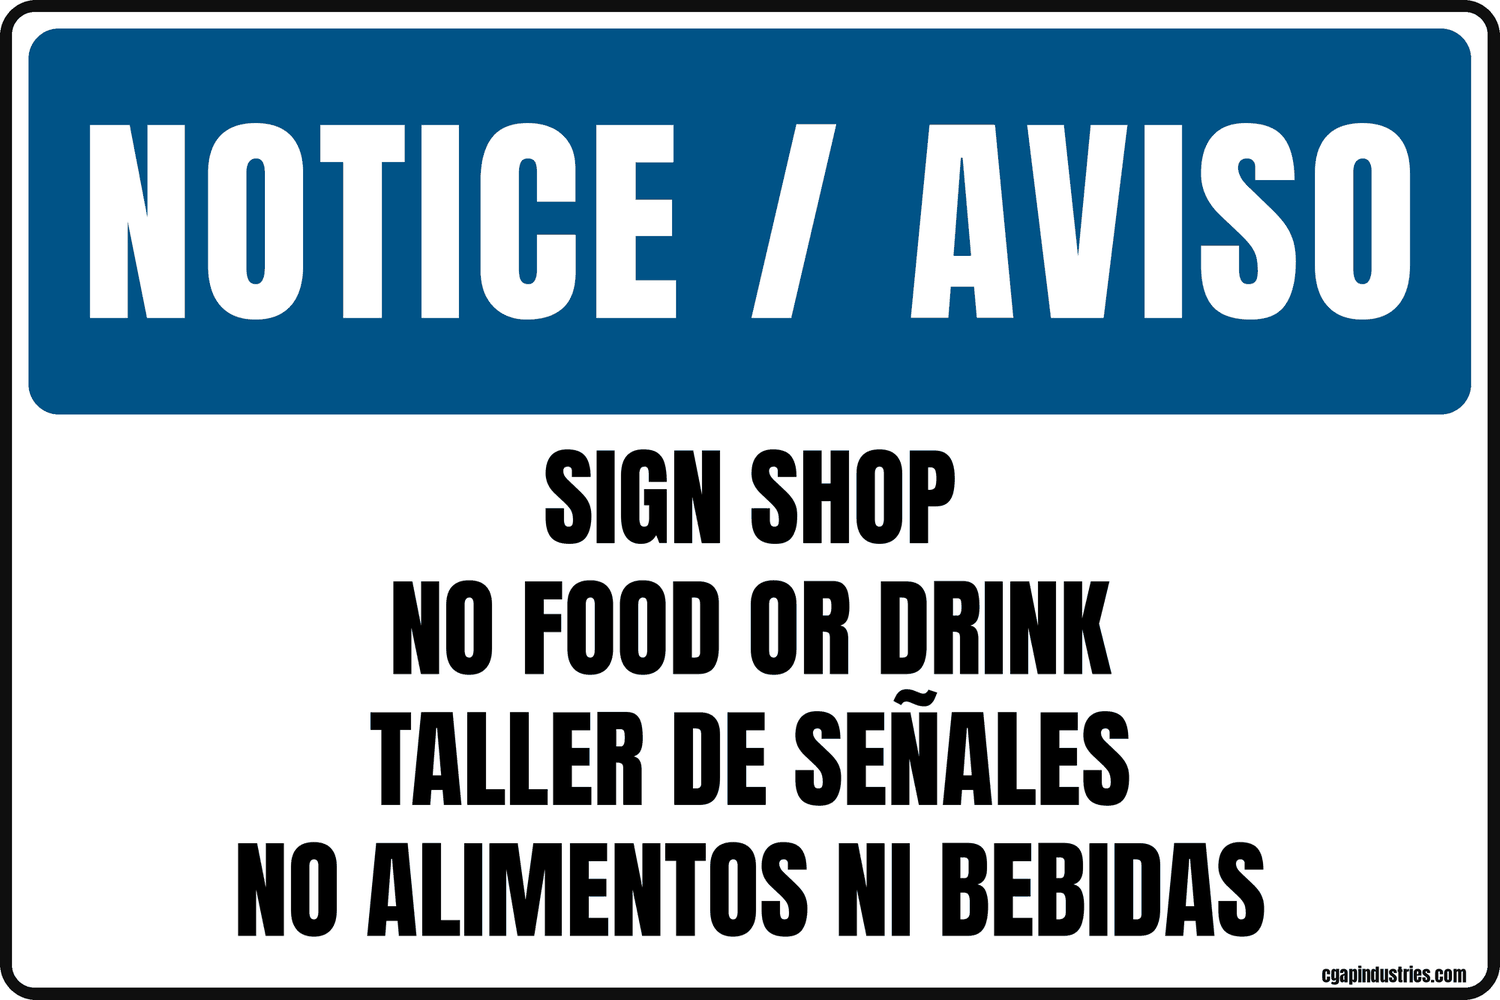 NOTICE / AVISO
SIGN SHOP
NO FOOD OR DRINK
TALLER DE SEÑALES
NO ALIMENTOS NI BEBIDAS
cgapindustries.com